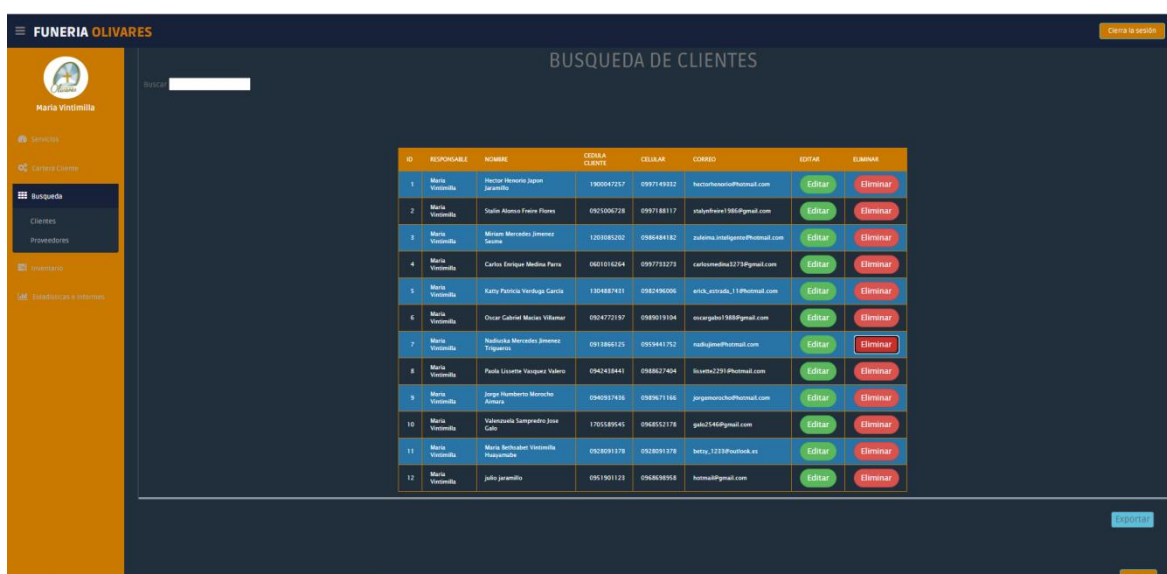 FUNERIA OLIVARES
Cierra la sesión
Olivares
Maria Vintimilla
BUSQUEDA DE CLIENTES
Buscar
Servicios
Cartera Cliente
Busqueda
Clientes
Proveedores
Inventario
Estadísticas e informes
ID RESPONSABLE NOMBRE CEDULA CLIENTE CELULAR CORREO EDITAR ELIMINAR
1 Maria Vintimilla Hector Henorio Japon Jaramillo 1900047257 0997149332 hectorhenorio@hotmail.com Editar Eliminar
2 Maria Vintimilla Stalin Alonso Freire Flores 0925006728 0997188117 stalynfreire1986@gmail.com Editar Eliminar
3 Maria Vintimilla Miriam Mercedes Jimenez 1203085202 0986484182 zuleima.inteligente@hotmail.com Editar Eliminar
4 Maria Vintimilla Carlos Enrique Medina Parra 0601016264 0997733273 carlosmedina3273@gmail.com Editar Eliminar
5 Maria Vintimilla Katty Patricia Verduga Garcia 1304887431 0982496006 erick_estrada_11@hotmail.com Editar Eliminar
6 Maria Vintimilla Oscar Gabriel Macias Villamar 0924772197 0989019104 oscargabo1988@gmail.com Editar Eliminar
7 Maria Vintimilla Nadiuska Mercedes Jimenez Trigueros 0913866125 0959441752 nadiujime@hotmail.com Editar Eliminar
8 Maria Vintimilla Paola Lissette Vasquez Valero 0942438441 0988627404 lissette2291@hotmail.com Editar Eliminar
9 Maria Vintimilla Jorge Humberto Morocho Aimara 0940937436 0989671166 jorgemorocho@hotmail.com Editar Eliminar
10 Maria Vintimilla Valenzuela Sampredro Jose Galo 1705589545 0968552178 galo2546@gmail.com Editar Eliminar
11 Maria Vintimilla Maria Bethsabet Vintimilla Huayamabe 0928091378 0928091378 betsy_1233@outlook.es Editar Eliminar
12 Maria Vintimilla julio jaramillo 0951901123 0968698958 hotmail@gmail.com Editar Eliminar
Exportar